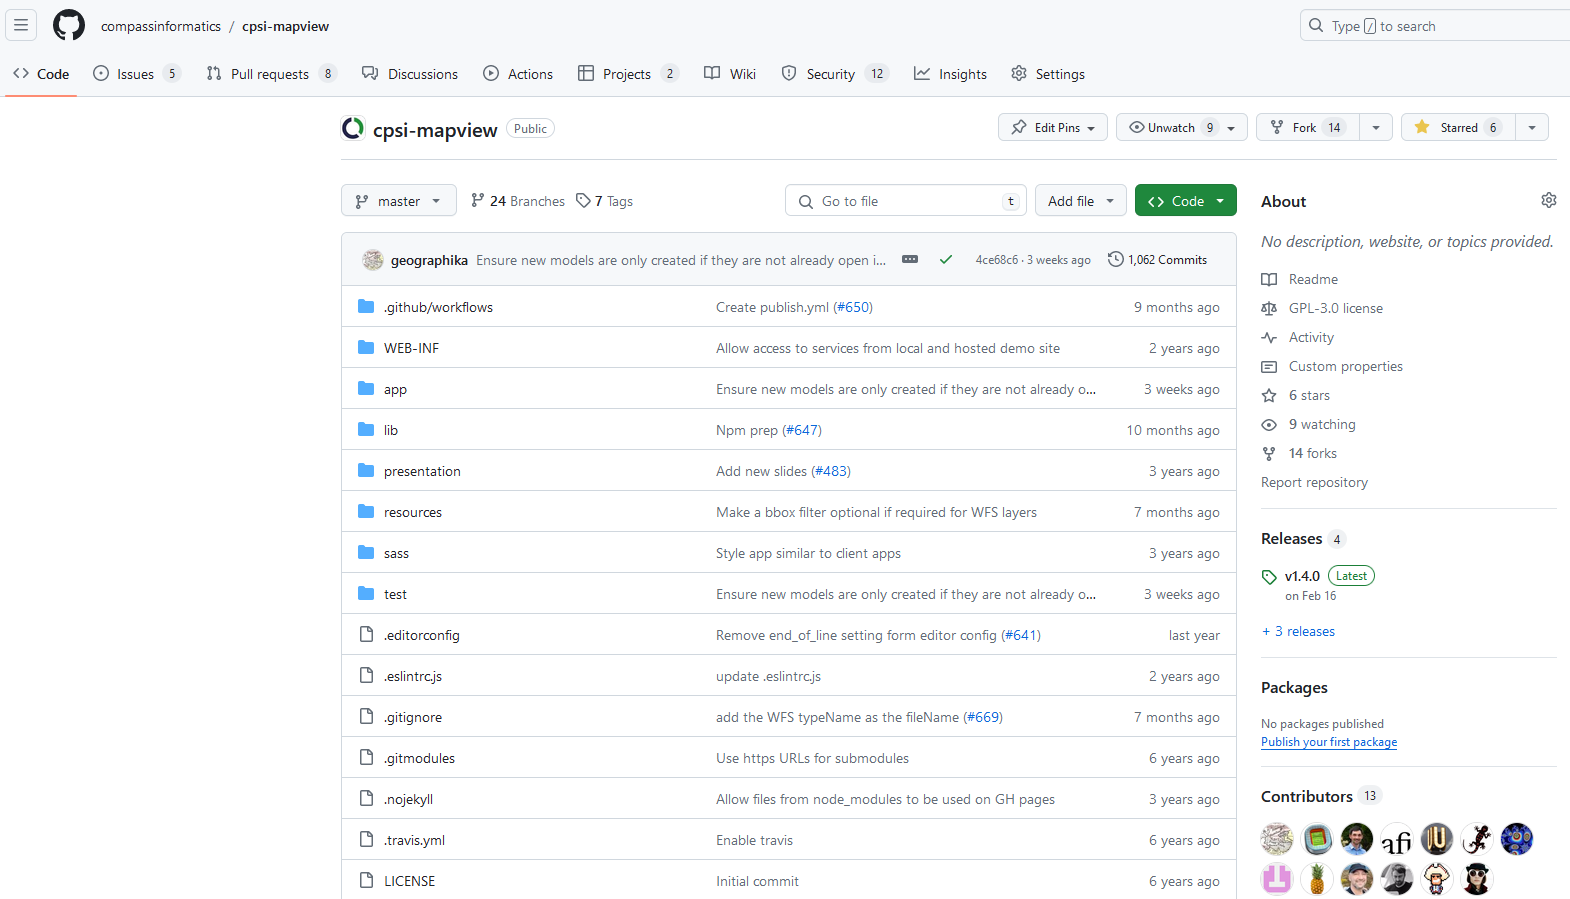 compassinformatics / cpsi-mapview
Type / to search
Code Issues 5 Pull requests 8 Discussions Actions Projects 2 Wiki Security 12 Insights Settings
cpsi-mapview Public
Edit Pins Unwatch 9 Fork 14 Starred 6
master 24 Branches 7 Tags Go to file t Add file Code
geographika Ensure new models are only created if they are not already open i... 4ce68c6 · 3 weeks ago 1,062 Commits
.github/workflows Create publish.yml (#650) 9 months ago
WEB-INF Allow access to services from local and hosted demo site 2 years ago
app Ensure new models are only created if they are not already o... 3 weeks ago
lib Npm prep (#647) 10 months ago
presentation Add new slides (#483) 3 years ago
resources Make a bbox filter optional if required for WFS layers 7 months ago
sass Style app similar to client apps 3 years ago
test Ensure new models are only created if they are not already o... 3 weeks ago
.editorconfig Remove end_of_line setting form editor config (#641) last year
.eslintrc.js update .eslintrc.js 2 years ago
.gitignore add the WFS typeName as the fileName (#669) 7 months ago
.gitmodules Use https URLs for submodules 6 years ago
.nojekyll Allow files from node_modules to be used on GH pages 3 years ago
.travis.yml Enable travis 6 years ago
LICENSE Initial commit 6 years ago
About
No description, website, or topics provided.
Readme
GPL-3.0 license
Activity
Custom properties
6 stars
9 watching
14 forks
Report repository
Releases 4
v1.4.0 Latest
on Feb 16
+ 3 releases
Packages
No packages published
Publish your first package
Contributors 13
afi